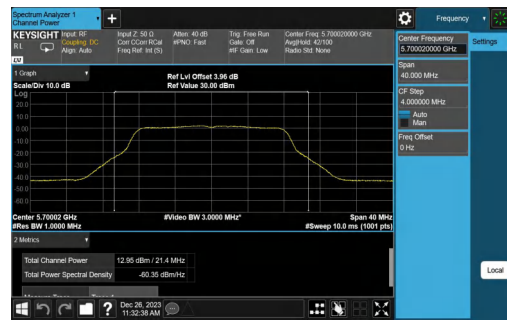 Spectrum Analyzer 1
Channel Power
+
Frequency
KEYSIGHT
Input: RF
Coupling: DC
Align: Auto
RL
LW
Input Z: 50 Ω
Corr CCorr RCal
Freq Ref: Int (S)
Atten: 40 dB
#PNO: Fast
Trig: Free Run
Gate: Off
#IF Gain: Low
Center Freq: 5.700020000 GHz
Avg|Hold: 42/100
Radio Std: None
Center Frequency
5.700020000 GHz
Settings
Span
40.000 MHz
CF Step
4.000000 MHz
Auto
Man
Freq Offset
0 Hz
Local
1 Graph
Scale/Div 10.0 dB
Ref Lvl Offset 3.96 dB
Ref Value 30.00 dBm
Log
20.0
10.0
0.00
-10.0
-20.0
-30.0
-40.0
-50.0
-60.0
Center 5.70002 GHz
#Video BW 3.0000 MHz*
Span 40 MHz
#Res BW 1.0000 MHz
#Sweep 10.0 ms (1001 pts)
2 Metrics
Total Channel Power 12.95 dBm / 21.4 MHz
Total Power Spectral Density -60.35 dBm/Hz
?
Dec 26, 2023
11:32:38 AM